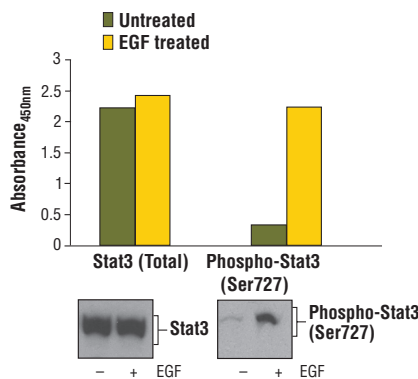 Untreated
EGF treated
Absorbance450nm
3
2.5
2
1.5
1
0.5
0
Stat3 (Total)
Phospho-Stat3
(Ser727)
Stat3
Phospho-Stat3
(Ser727)
– + EGF
– + EGF